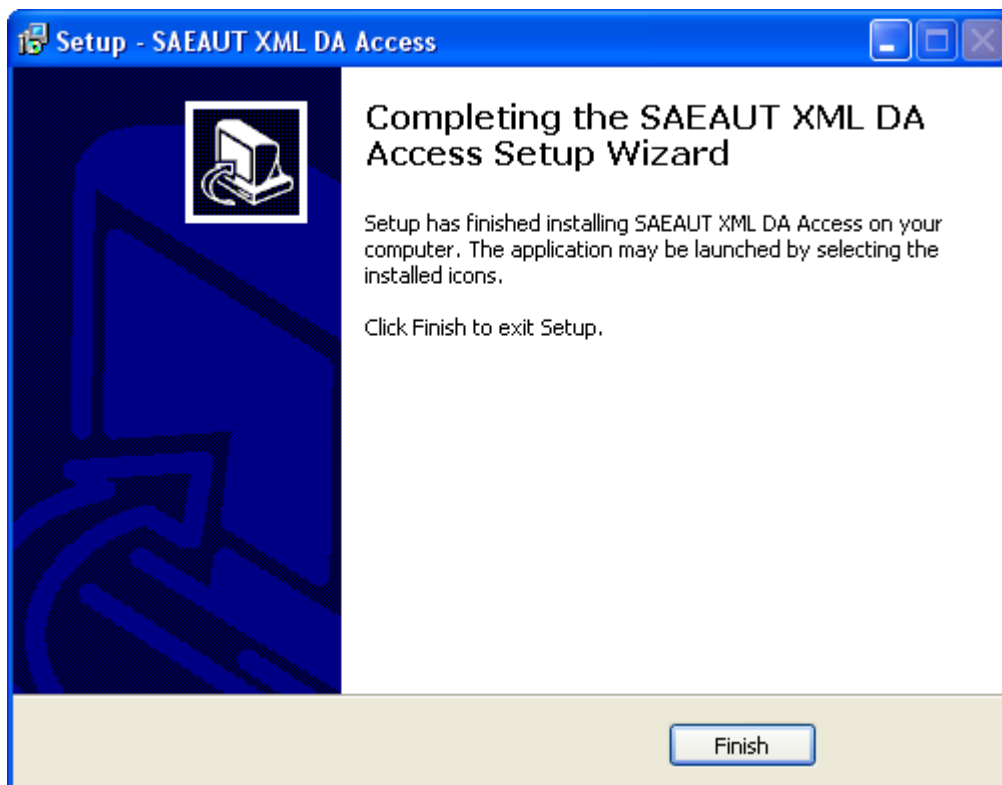 Setup - SAEAUT XML DA Access
Completing the SAEAUT XML DA
Access Setup Wizard
Setup has finished installing SAEAUT XML DA Access on your
computer. The application may be launched by selecting the
installed icons.
Click Finish to exit Setup.
Finish